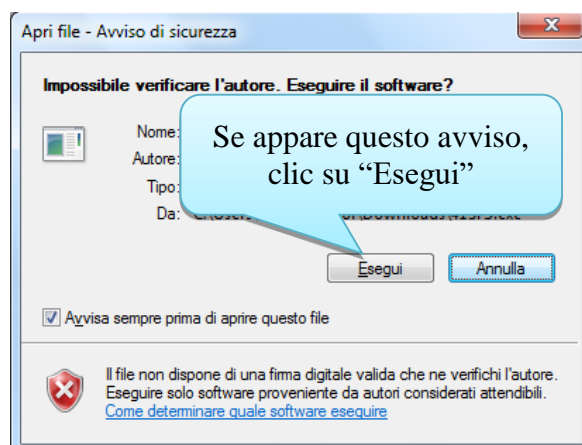 Apri file - Avviso di sicurezza
Impossibile verificare l'autore. Eseguire il software?
Se appare questo avviso,
clic su “Esegui”
Nome:
Autore:
Tipo:
Da:
Esegui
Annulla
Avvisa sempre prima di aprire questo file
Il file non dispone di una firma digitale valida che ne verifichi l'autore.
Eseguire solo software proveniente da autori considerati attendibili.
Come determinare quale software eseguire